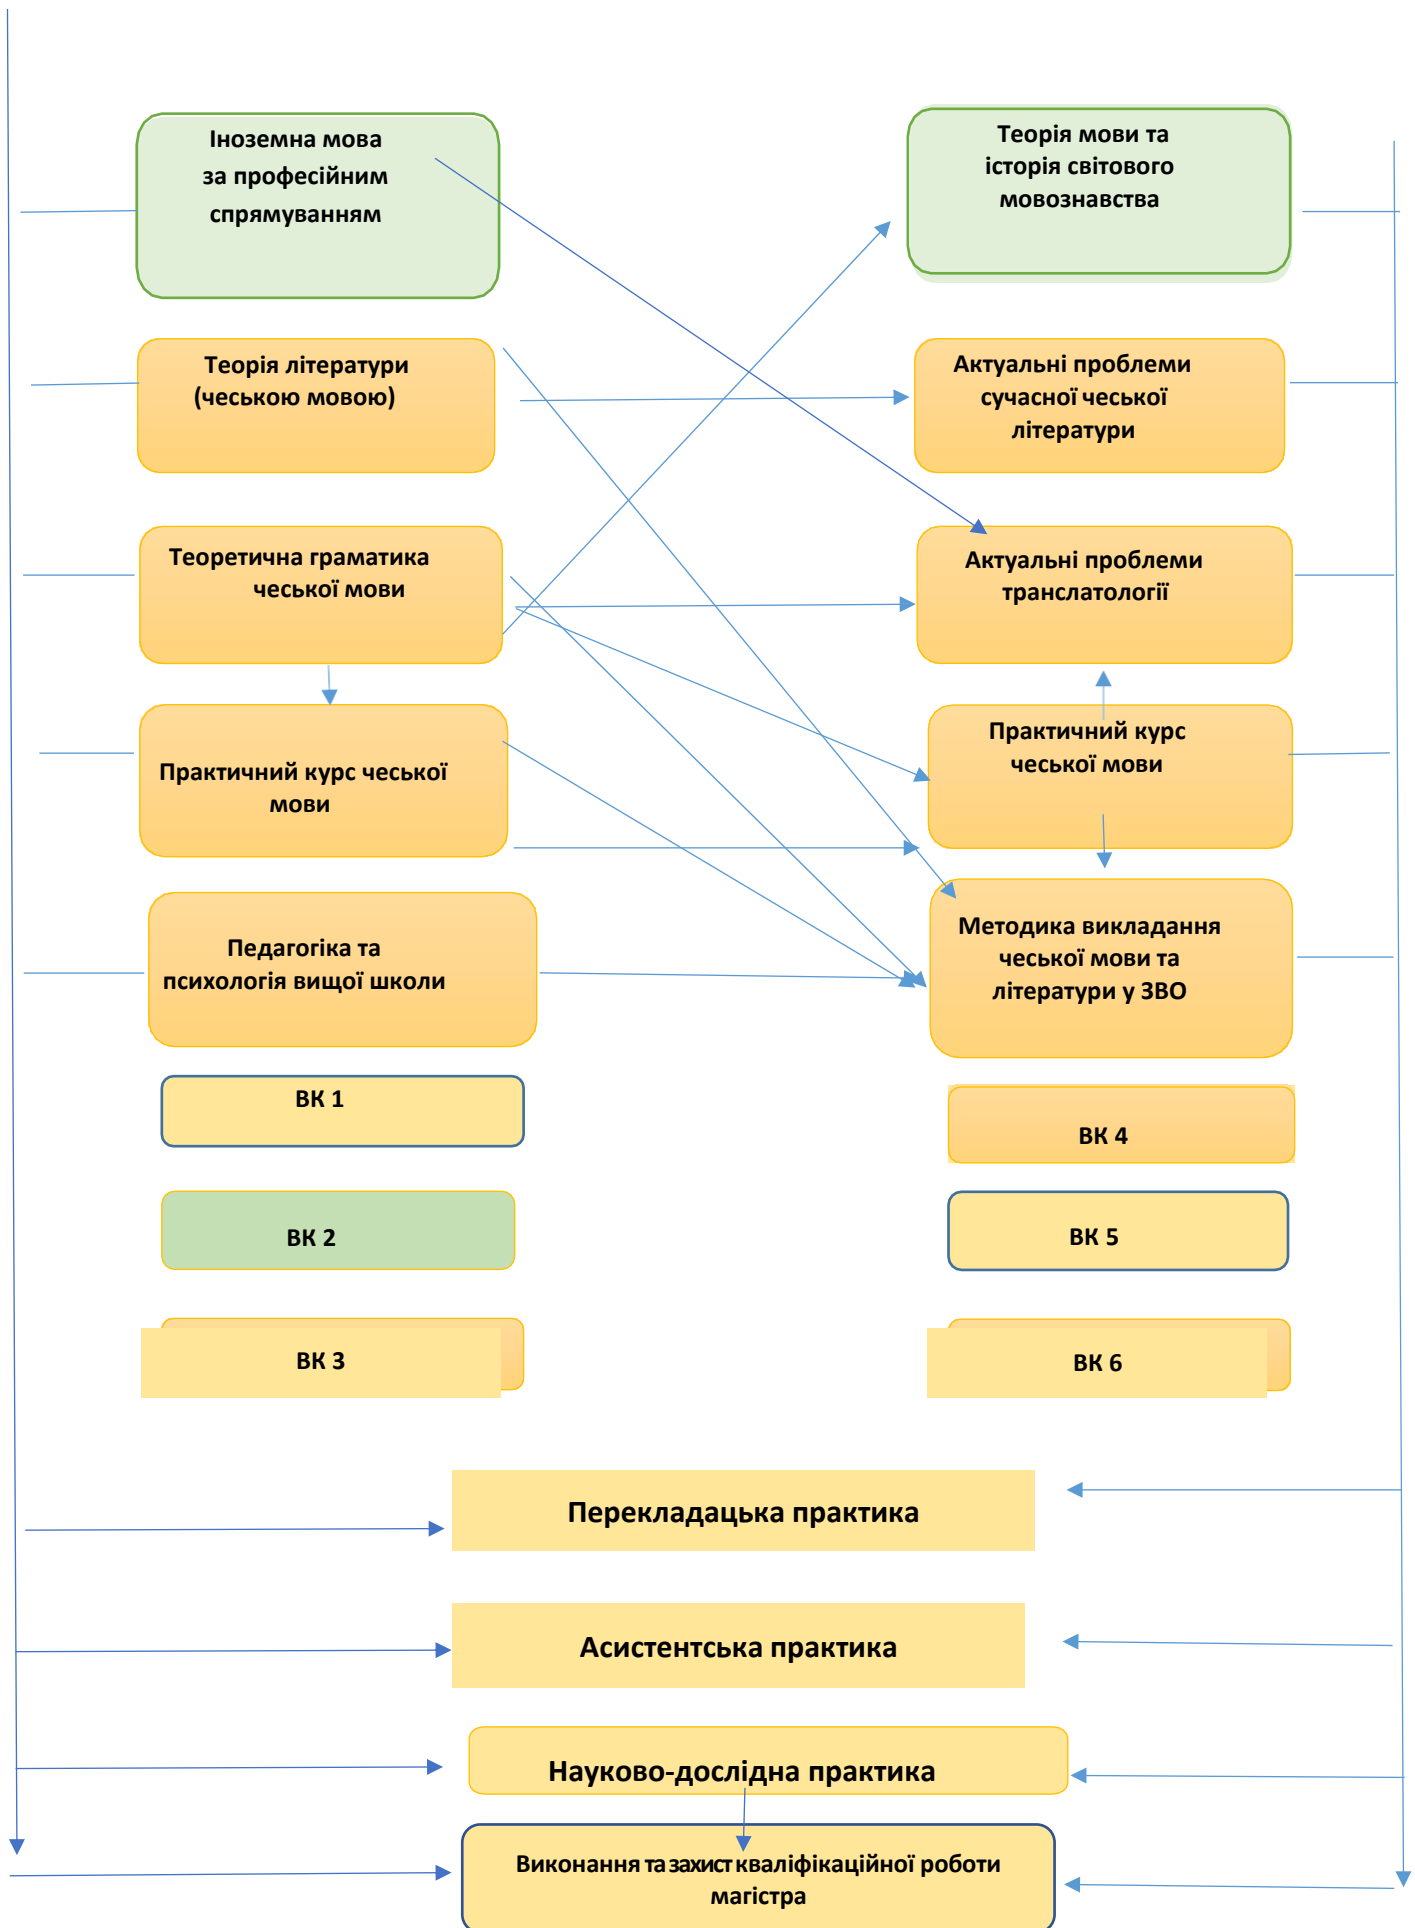 Іноземна мова
за професійним
спрямуванням
Теорія мови та
історія світового
мовознавства
Теорія літератури
(чеською мовою)
Актуальні проблеми
сучасної чеської
літератури
Теоретична граматика
чеської мови
Актуальні проблеми
транслатології
Практичний курс чеської
мови
Практичний курс
чеської мови
Педагогіка та
психологія вищої школи
Методика викладання
чеської мови та
літератури у ЗВО
ВК 1
ВК 4
ВК 2
ВК 5
ВК 3
ВК 6
Перекладацька практика
Асистентська практика
Науково-дослідна практика
Виконання та захист кваліфікаційної роботи
магістра